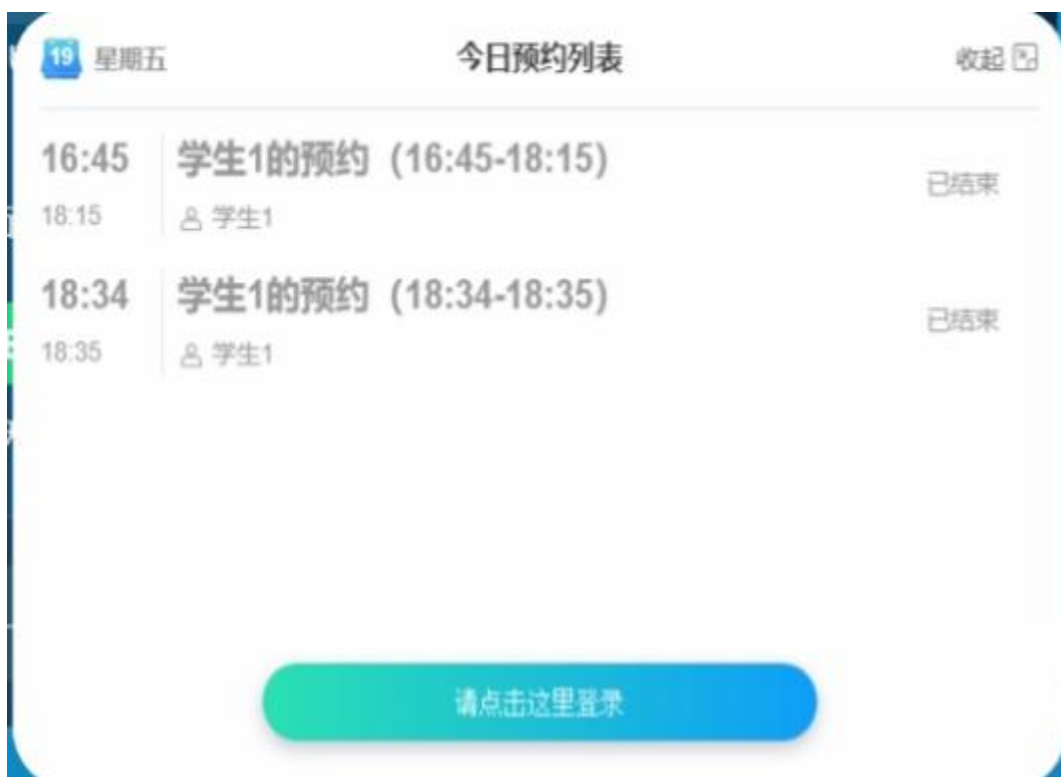 19 星期五 今日预约列表 收起
16:45 学生1的预约 (16:45-18:15)
已结束
18:15 学生1
18:34 学生1的预约 (18:34-18:35)
已结束
18:35 学生1
请点击这里登录